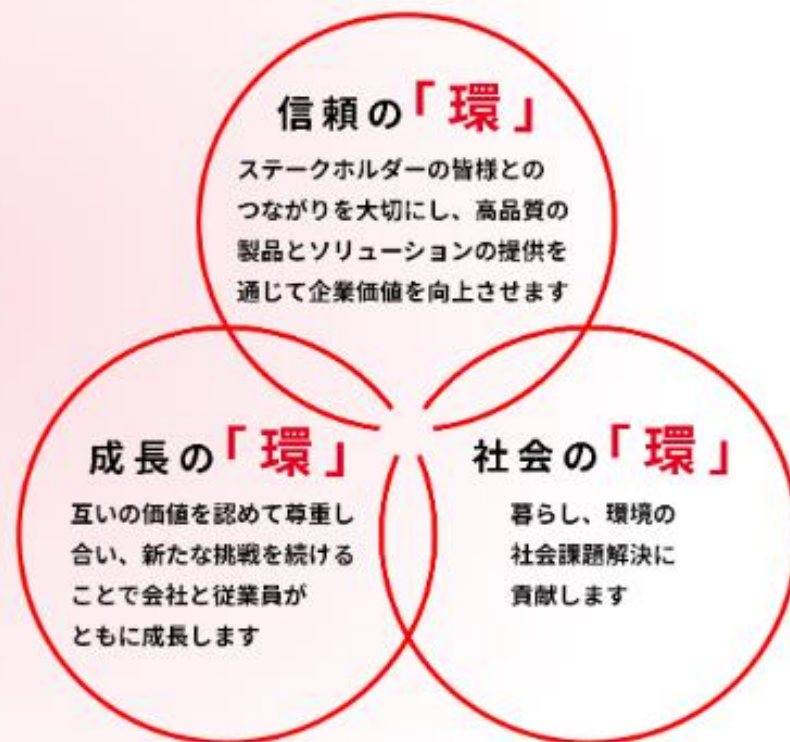 信頼の「環」
ステークホルダーの皆様との
つながりを大切にし、高品質の
製品とソリューションの提供を
通じて企業価値を向上させます
成長の「環」
互いの価値を認めて尊重し
合い、新たな挑戦を続ける
ことで会社と従業員が
ともに成長します
社会の「環」
暮らし、環境の
社会課題解決に
貢献します